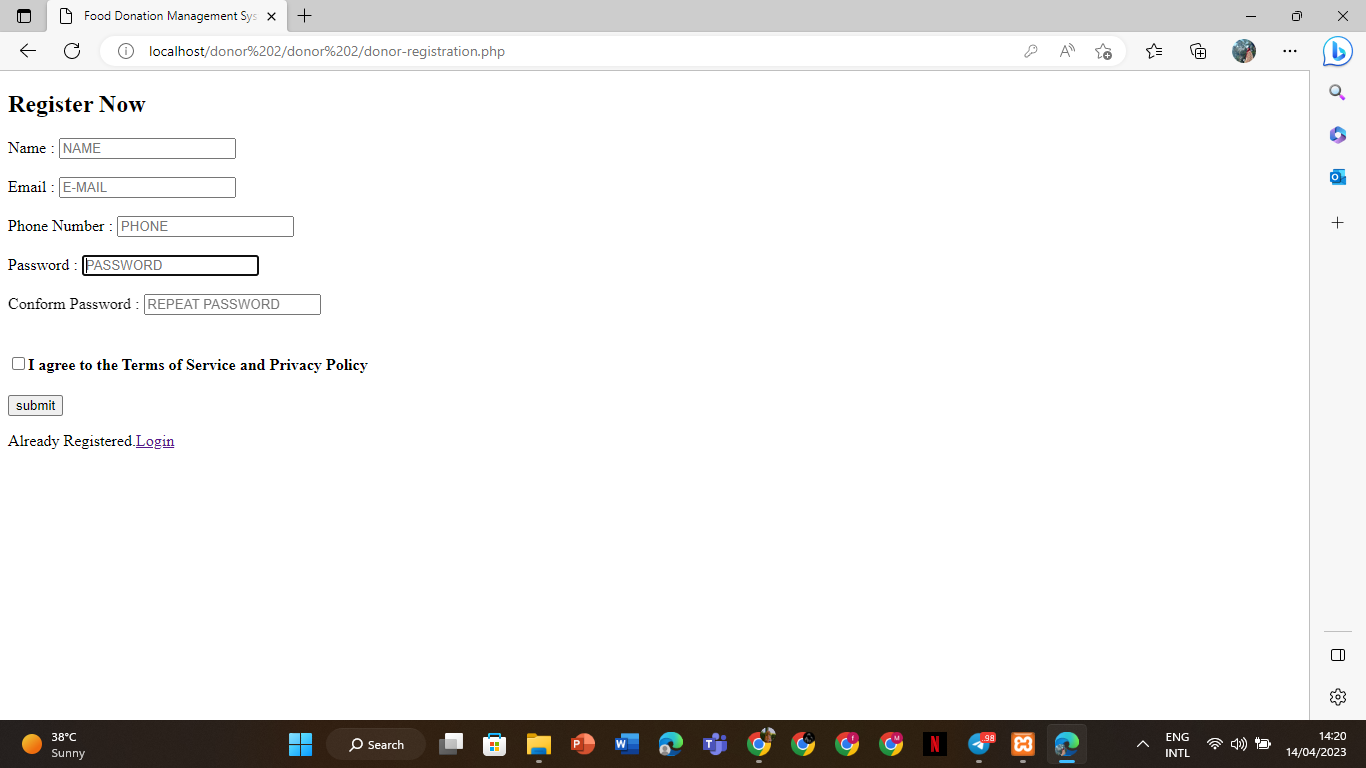 Food Donation Management Sys
localhost/donor%202/donor%202/donor-registration.php
Register Now
Name : NAME
Email : E-MAIL
Phone Number : PHONE
Password : PASSWORD
Conform Password : REPEAT PASSWORD
I agree to the Terms of Service and Privacy Policy
submit
Already Registered.Login
38°C
Sunny
Search
98
ENG
INTL
14:20
14/04/2023